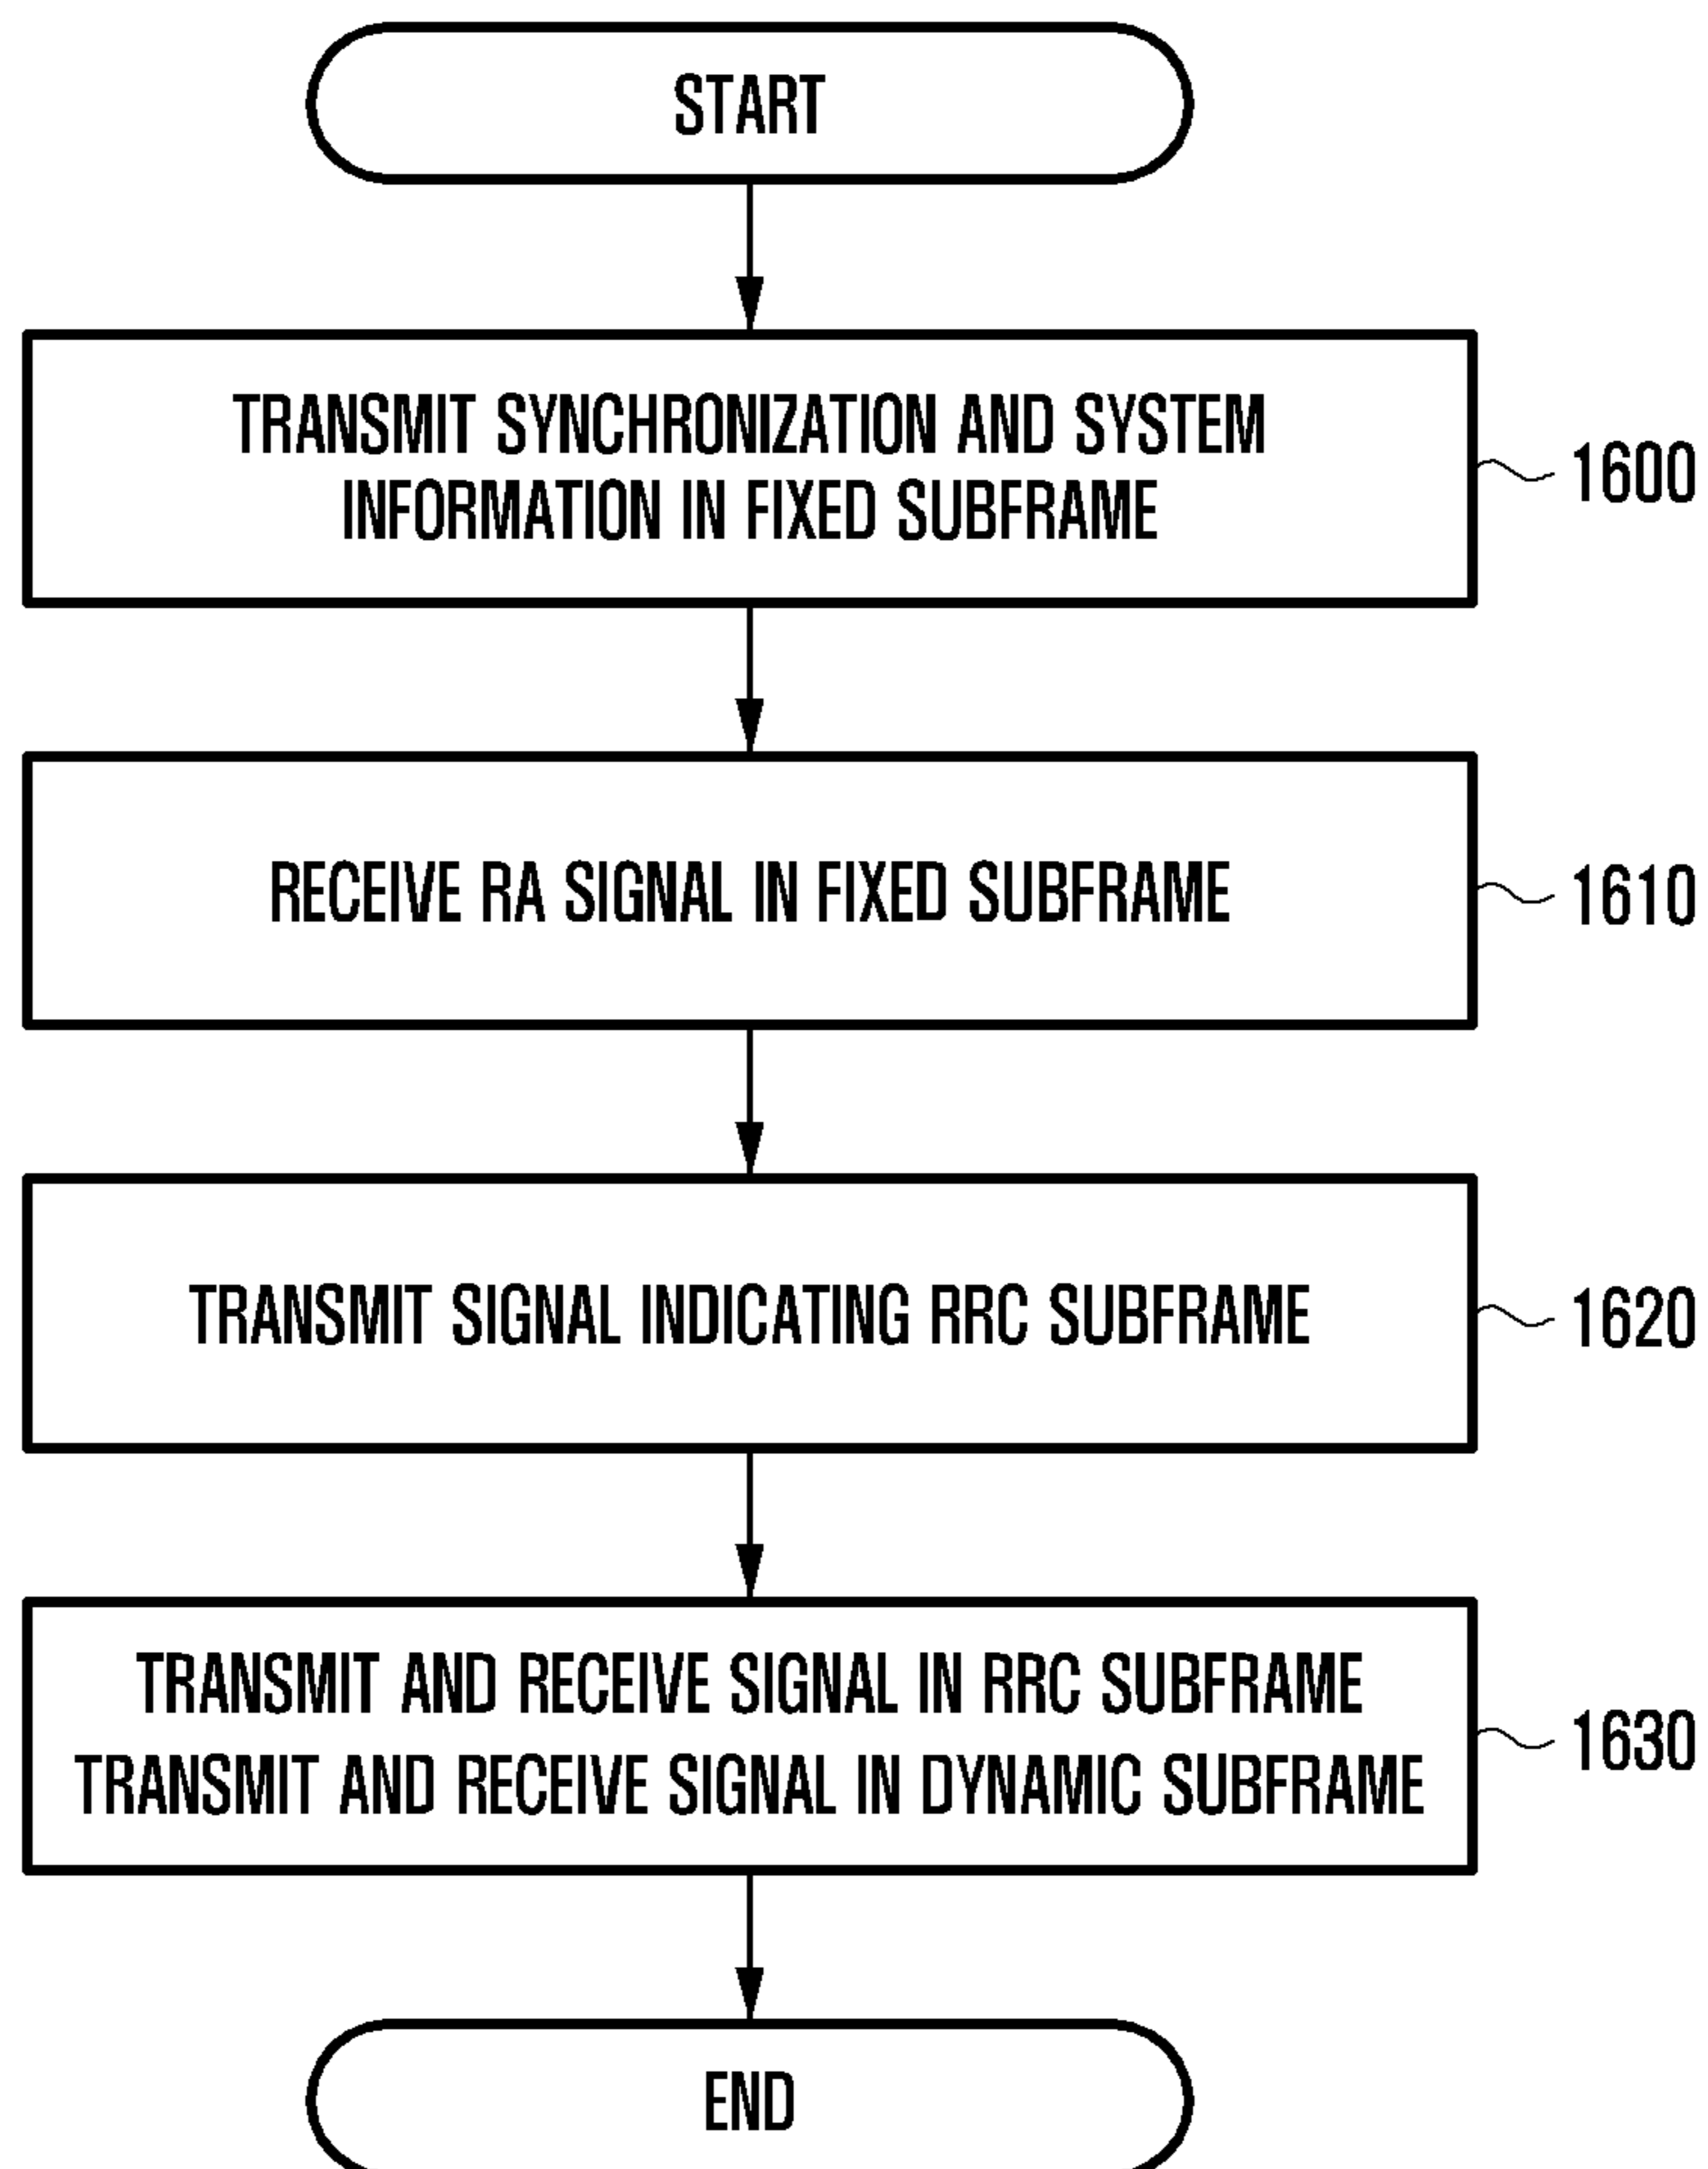 START
TRANSMIT SYNCHRONIZATION AND SYSTEM
INFORMATION IN FIXED SUBFRAME
1600
RECEIVE RA SIGNAL IN FIXED SUBFRAME
1610
TRANSMIT SIGNAL INDICATING RRC SUBFRAME
1620
TRANSMIT AND RECEIVE SIGNAL IN RRC SUBFRAME
TRANSMIT AND RECEIVE SIGNAL IN DYNAMIC SUBFRAME
1630
END